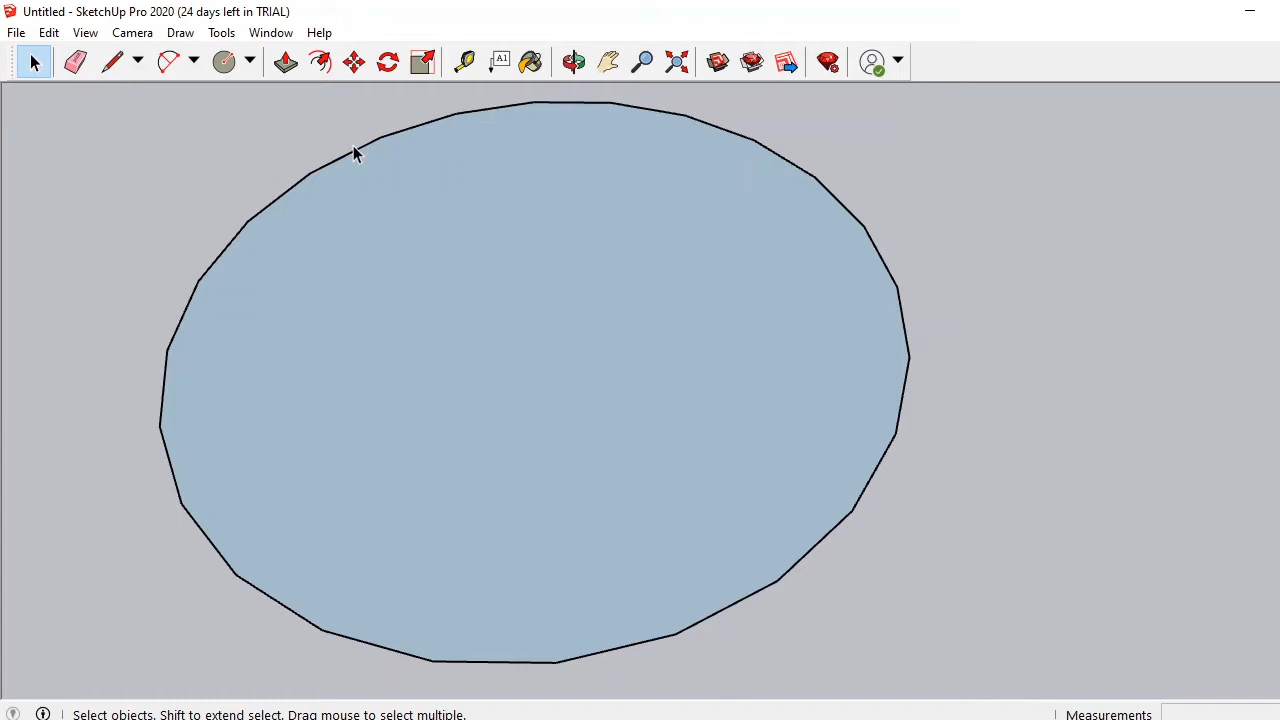 Untitled - SketchUp Pro 2020 (24 days left in TRIAL)
File Edit View Camera Draw Tools Window Help
A1
Select objects. Shift to extend select. Drag mouse to select multiple. Measurements